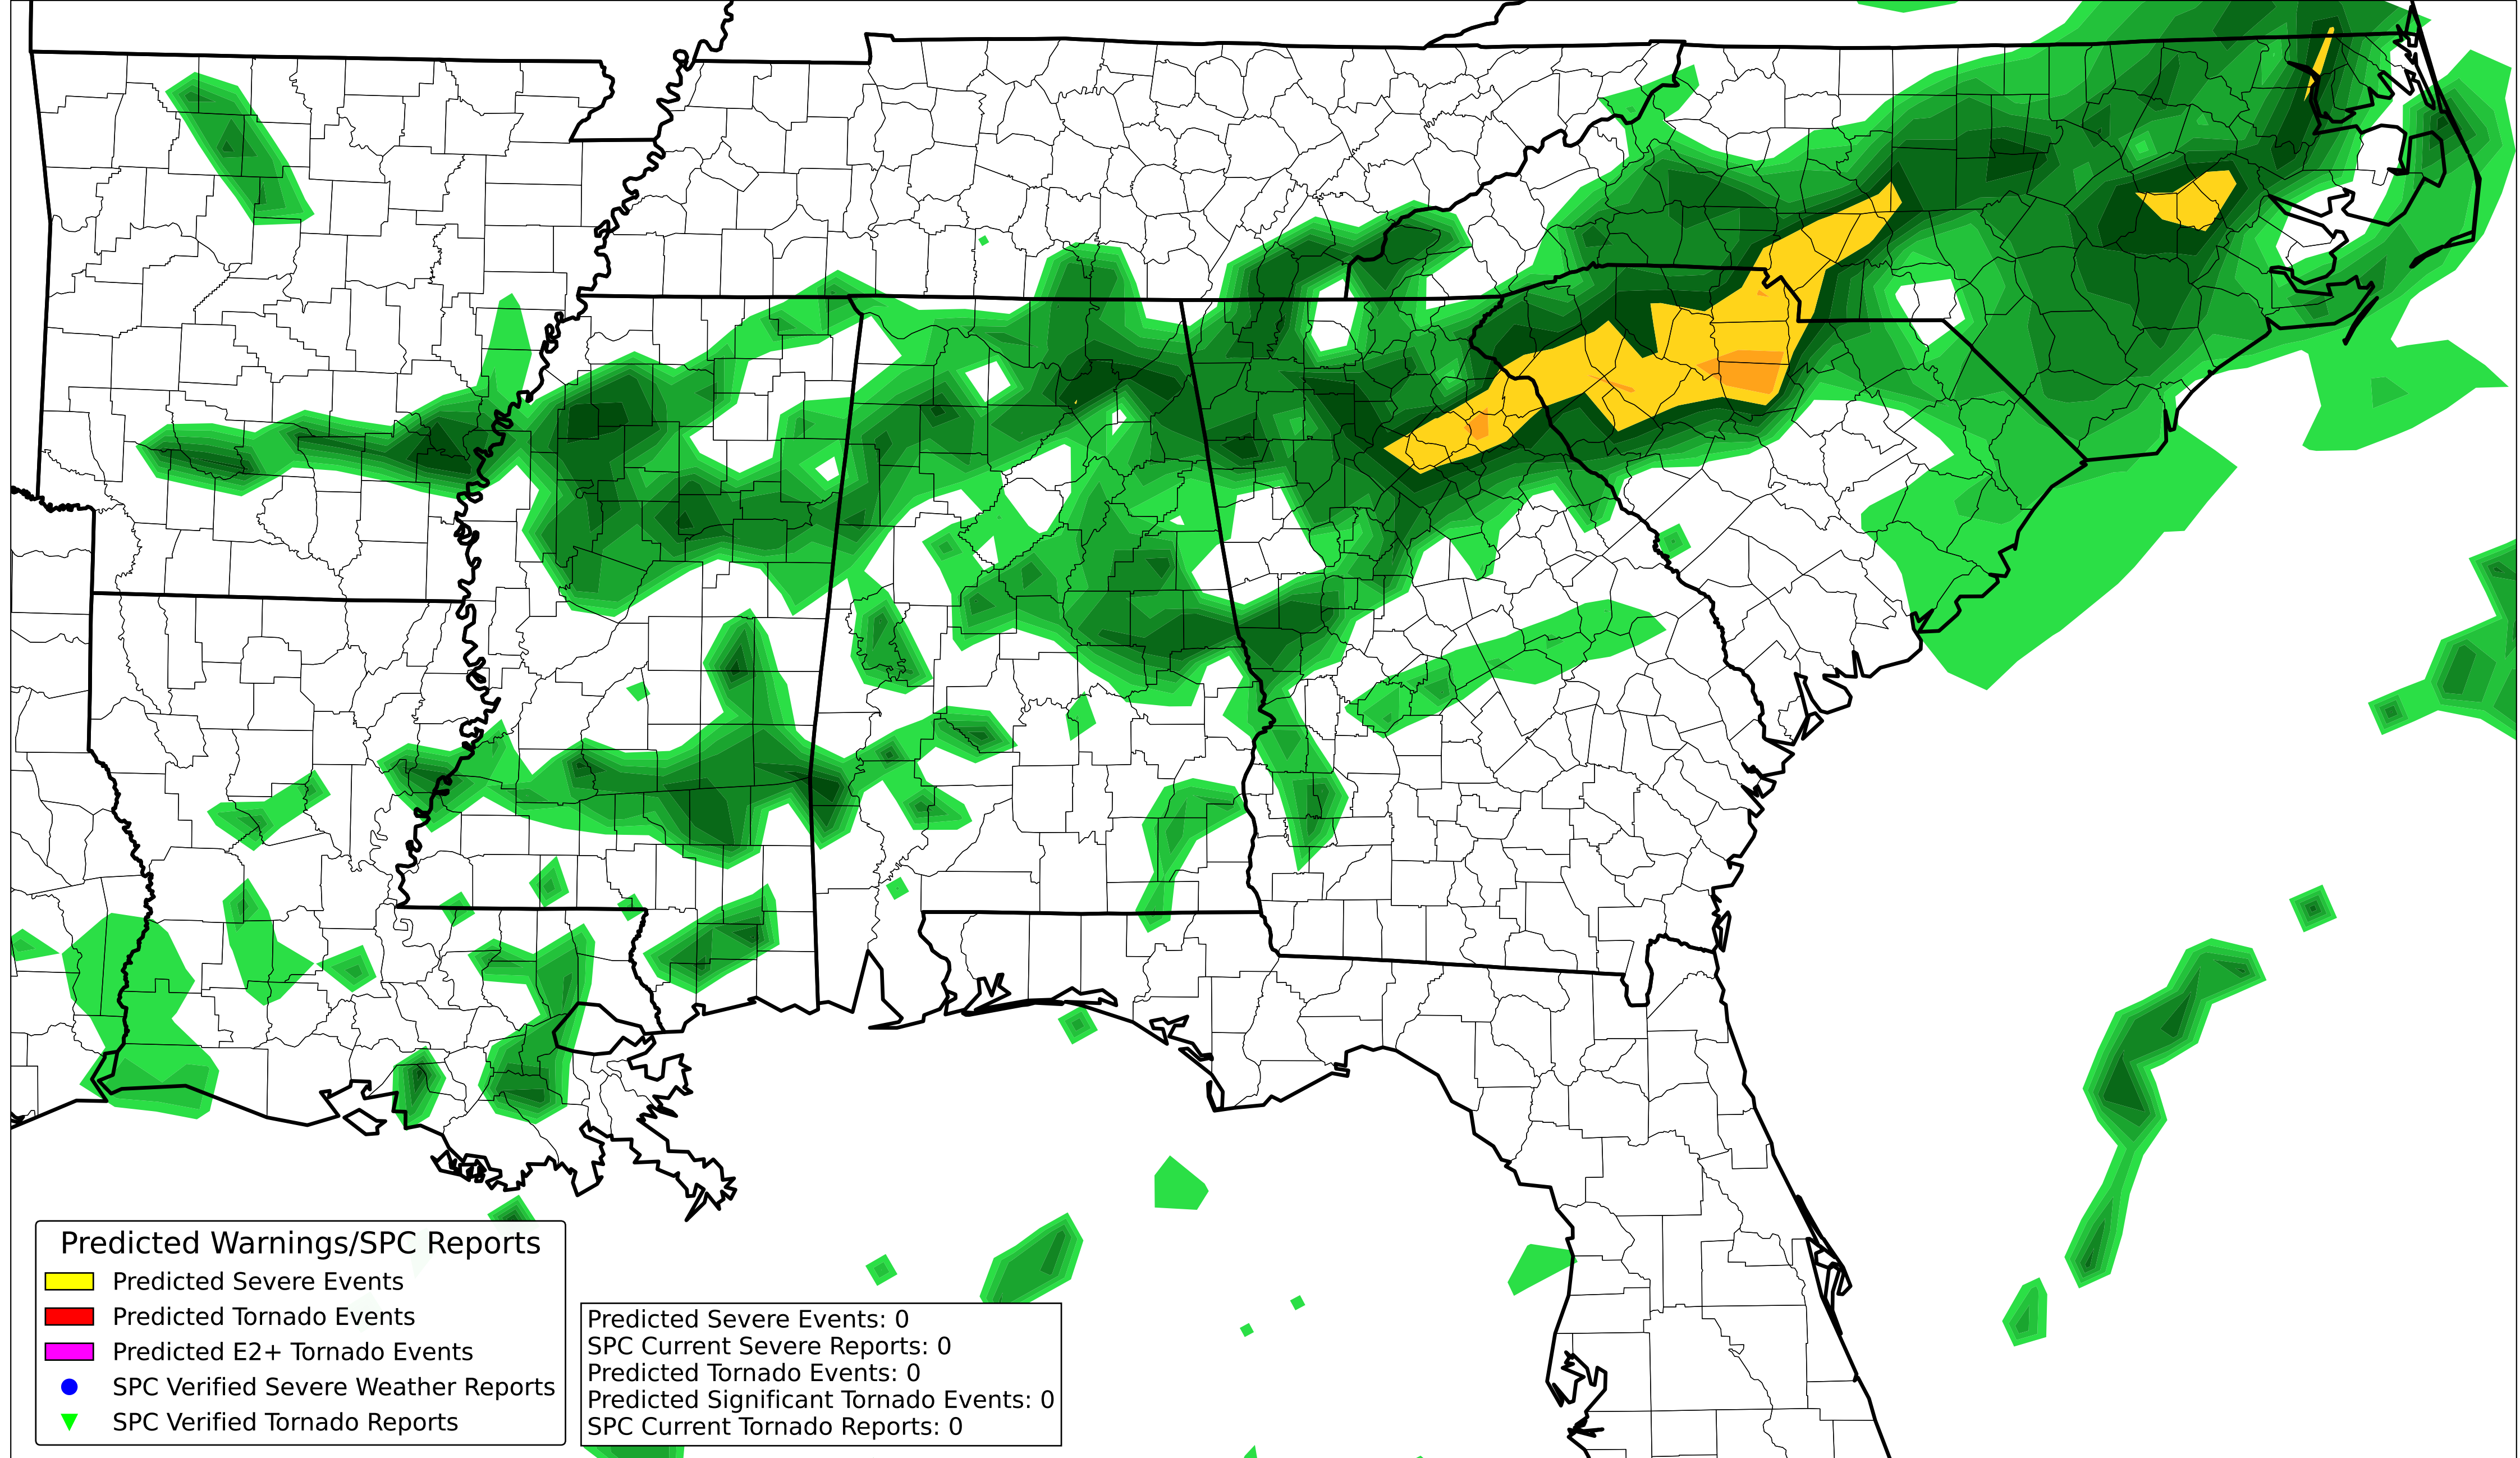 Predicted Warnings/SPC Reports
Predicted Severe Events
Predicted Tornado Events
Predicted E2+ Tornado Events
SPC Verified Severe Weather Reports
SPC Verified Tornado Reports
Predicted Severe Events: 0
SPC Current Severe Reports: 0
Predicted Tornado Events: 0
Predicted Significant Tornado Events: 0
SPC Current Tornado Reports: 0